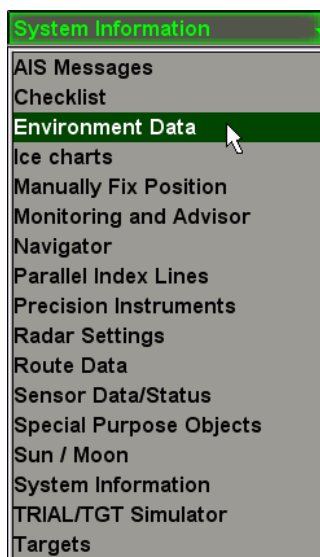 System Information
AIS Messages
Checklist
Environment Data
Ice charts
Manually Fix Position
Monitoring and Advisor
Navigator
Parallel Index Lines
Precision Instruments
Radar Settings
Route Data
Sensor Data/Status
Special Purpose Objects
Sun / Moon
System Information
TRIAL/TGT Simulator
Targets